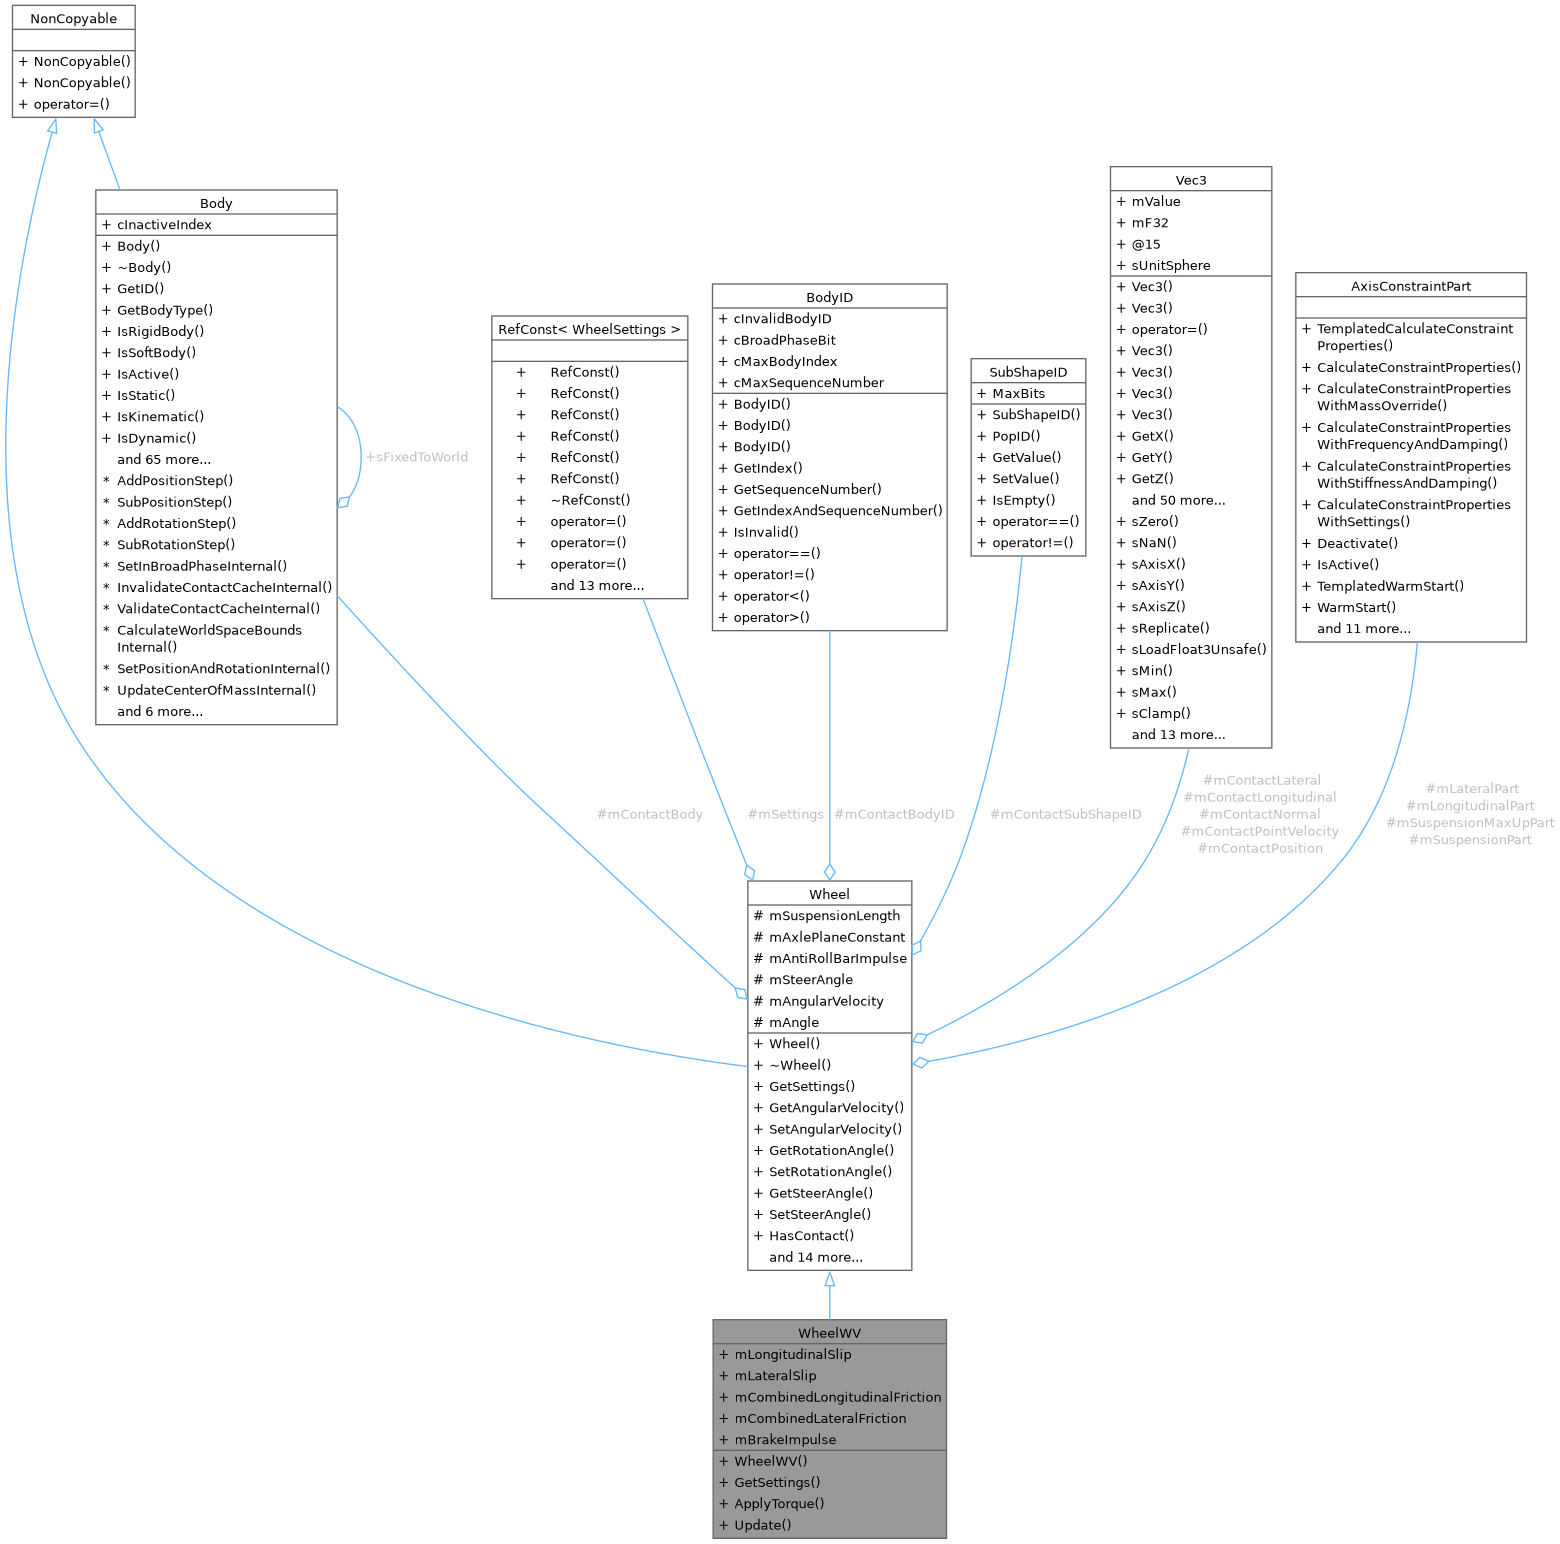 NonCopyable
+ NonCopyable()
+ NonCopyable()
+ operator=()
Body
+ cInactiveIndex
+ Body()
+ ~Body()
+ GetID()
+ GetBodyType()
+ IsRigidBody()
+ IsSoftBody()
+ IsActive()
+ IsStatic()
+ IsKinematic()
+ IsDynamic()
and 65 more...
* AddPositionStep()
* SubPositionStep()
* AddRotationStep()
* SubRotationStep()
* SetInBroadPhaseInternal()
* InvalidateContactCacheInternal()
* ValidateContactCacheInternal()
* CalculateWorldSpaceBounds
Internal()
* SetPositionAndRotationInternal()
* UpdateCenterOfMassInternal()
and 6 more...
+sFixedToWorld
RefConst< WheelSettings >
+ RefConst()
+ RefConst()
+ RefConst()
+ RefConst()
+ RefConst()
+ RefConst()
+ ~RefConst()
+ operator=()
+ operator=()
+ operator=()
and 13 more...
BodyID
+ cInvalidBodyID
+ cBroadPhaseBit
+ cMaxBodyIndex
+ cMaxSequenceNumber
+ BodyID()
+ BodyID()
+ BodyID()
+ GetIndex()
+ GetSequenceNumber()
+ GetIndexAndSequenceNumber()
+ IsInvalid()
+ operator==()
+ operator!=()
+ operator<()
+ operator>()
SubShapeID
+ MaxBits
+ SubShapeID()
+ PopID()
+ GetValue()
+ SetValue()
+ IsEmpty()
+ operator==()
+ operator!=()
Vec3
+ mValue
+ mF32
+ @15
+ sUnitSphere
+ Vec3()
+ Vec3()
+ operator=()
+ Vec3()
+ Vec3()
+ Vec3()
+ Vec3()
+ GetX()
+ GetY()
+ GetZ()
and 50 more...
+ sZero()
+ sNaN()
+ sAxisX()
+ sAxisY()
+ sAxisZ()
+ sReplicate()
+ sLoadFloat3Unsafe()
+ sMin()
+ sMax()
+ sClamp()
and 13 more...
AxisConstraintPart
+ TemplatedCalculateConstraint
Properties()
+ CalculateConstraintProperties()
+ CalculateConstraintProperties
WithMassOverride()
+ CalculateConstraintProperties
WithFrequencyAndDamping()
+ CalculateConstraintProperties
WithStiffnessAndDamping()
+ CalculateConstraintProperties
WithSettings()
+ Deactivate()
+ IsActive()
+ TemplatedWarmStart()
+ WarmStart()
and 11 more...
#mContactBody
#mSettings
#mContactBodyID
#mContactSubShapeID
#mContactLateral
#mContactLongitudinal
#mContactNormal
#mContactPointVelocity
#mContactPosition
#mLateralPart
#mLongitudinalPart
#mSuspensionMaxUpPart
#mSuspensionPart
Wheel
# mSuspensionLength
# mAxlePlaneConstant
# mAntiRollBarImpulse
# mSteerAngle
# mAngularVelocity
# mAngle
+ Wheel()
+ ~Wheel()
+ GetSettings()
+ GetAngularVelocity()
+ SetAngularVelocity()
+ GetRotationAngle()
+ SetRotationAngle()
+ GetSteerAngle()
+ SetSteerAngle()
+ HasContact()
and 14 more...
WheelWV
+ mLongitudinalSlip
+ mLateralSlip
+ mCombinedLongitudinalFriction
+ mCombinedLateralFriction
+ mBrakeImpulse
+ WheelWV()
+ GetSettings()
+ ApplyTorque()
+ Update()